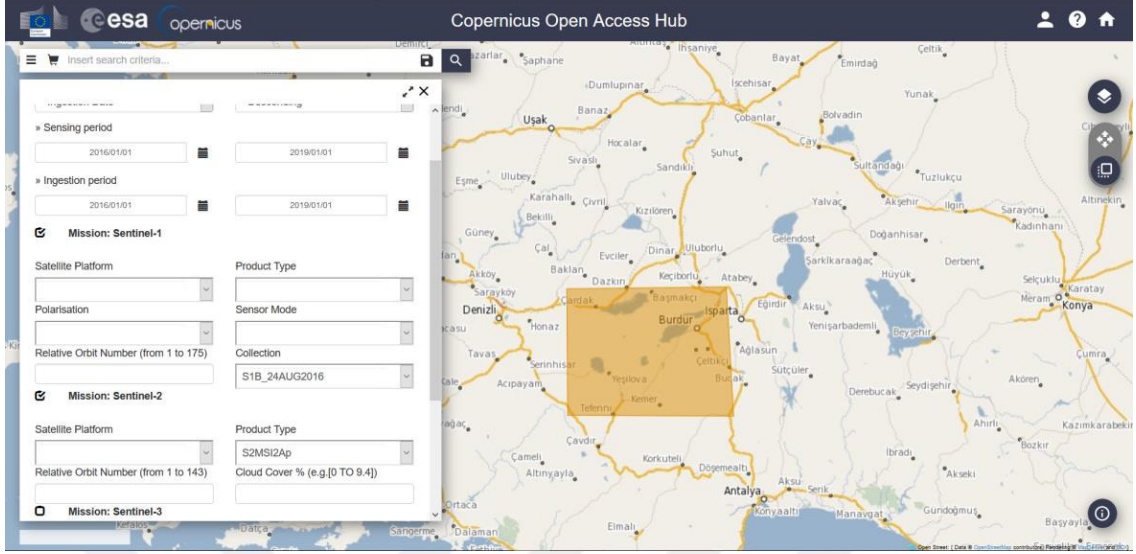 esa opernicus
Copernicus Open Access Hub
Insert search criteria...
» Sensing period
2016/01/01 2019/01/01
» Ingestion period
2016/01/01 2019/01/01
Mission: Sentinel-1
Satellite Platform Product Type
Polarisation Sensor Mode
Relative Orbit Number (from 1 to 175) Collection
S1B_24AUG2016
Mission: Sentinel-2
Satellite Platform Product Type
S2MSI2Ap
Relative Orbit Number (from 1 to 143) Cloud Cover % (e.g.[0 TO 9.4])
Mission: Sentinel-3
Demirci
İhsaniye
Çeltik
Şaphane
Bayat
Emirdağ
Dumlupınar
İscehisar
Yunak
Banaz
Uşak
Çobanlar
Bolvadin
Hocalar
Çay
Sivaslı
Şuhut
Sandıklı
Sultandağı
Eşme
Ulubey
Tuzlukçu
Karahallı
Çivril
Yalvaç
Akşehir
Ilgın
Altınekin
Kızılören
Sarayönü
Bekilli
Kadınhanı
Güney
Gelendost
Doğanhisar
Çal
Evciler
Dinar
Uluborlu
Şarkikaraağaç
Derbent
Baklan
Akköy
Dazkırı
Keçiborlu
Atabey
Hüyük
Selçuklu
Karatay
Sarayköy
Çardak
Başmakçı
Eğirdir
Aksu
Meram
Konya
Denizli
Isparta
Burdur
Honaz
Yenişarbademli
Beyşehir
Tavas
Ağlasun
Çumra
Serinhisar
Çeltikçi
Sütçüler
Acıpayam
Yeşilova
Bucak
Seydişehir
Akören
Derebucak
Kemer
Tefenni
Ahırlı
Kazımkarabekir
Çavdır
Bozkır
Çameli
Korkuteli
İbradı
Altınyayla
Döşemealtı
Akseki
Aksu
Serik
Antalya
Ortaca
Konyaaltı
Manavgat
Gündoğmuş
Datça
Sarıgerme
Dalaman
Elmalı
Başyayla